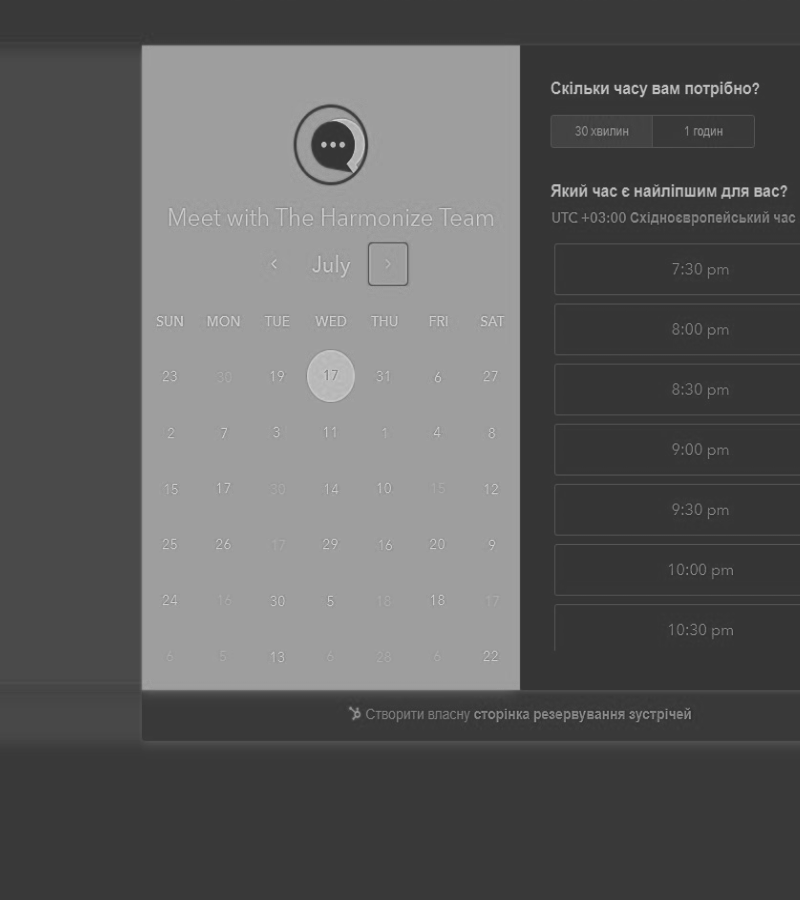 Meet with The Harmonize Team
July
SUN MON TUE WED THU FRI SAT
23 30 19 17 31 6 27
2 7 3 11 1 4 8
15 17 30 14 10 15 12
25 26 17 29 16 20 9
24 16 30 5 18 17
6 5 13 6 28 6 22
Скільки часу вам потрібно?
30 хвилин 1 годин
Який час є найліпшим для вас?
UTC +03:00 Східноєвропейський час
7:30 pm
8:00 pm
8:30 pm
9:00 pm
9:30 pm
10:00 pm
10:30 pm
Створити власну сторінка резервування зустрічей